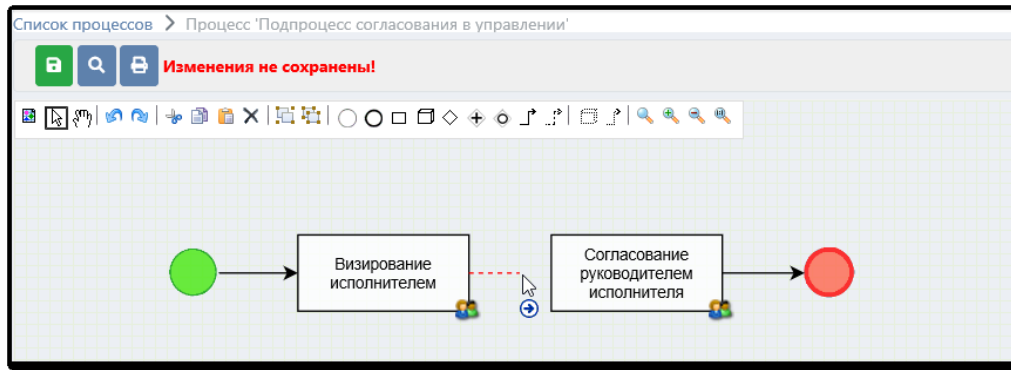 Список процессов > Процесс 'Подпроцесс согласования в управлении'
Изменения не сохранены!
Визирование
исполнителем
Согласование
руководителем
исполнителя